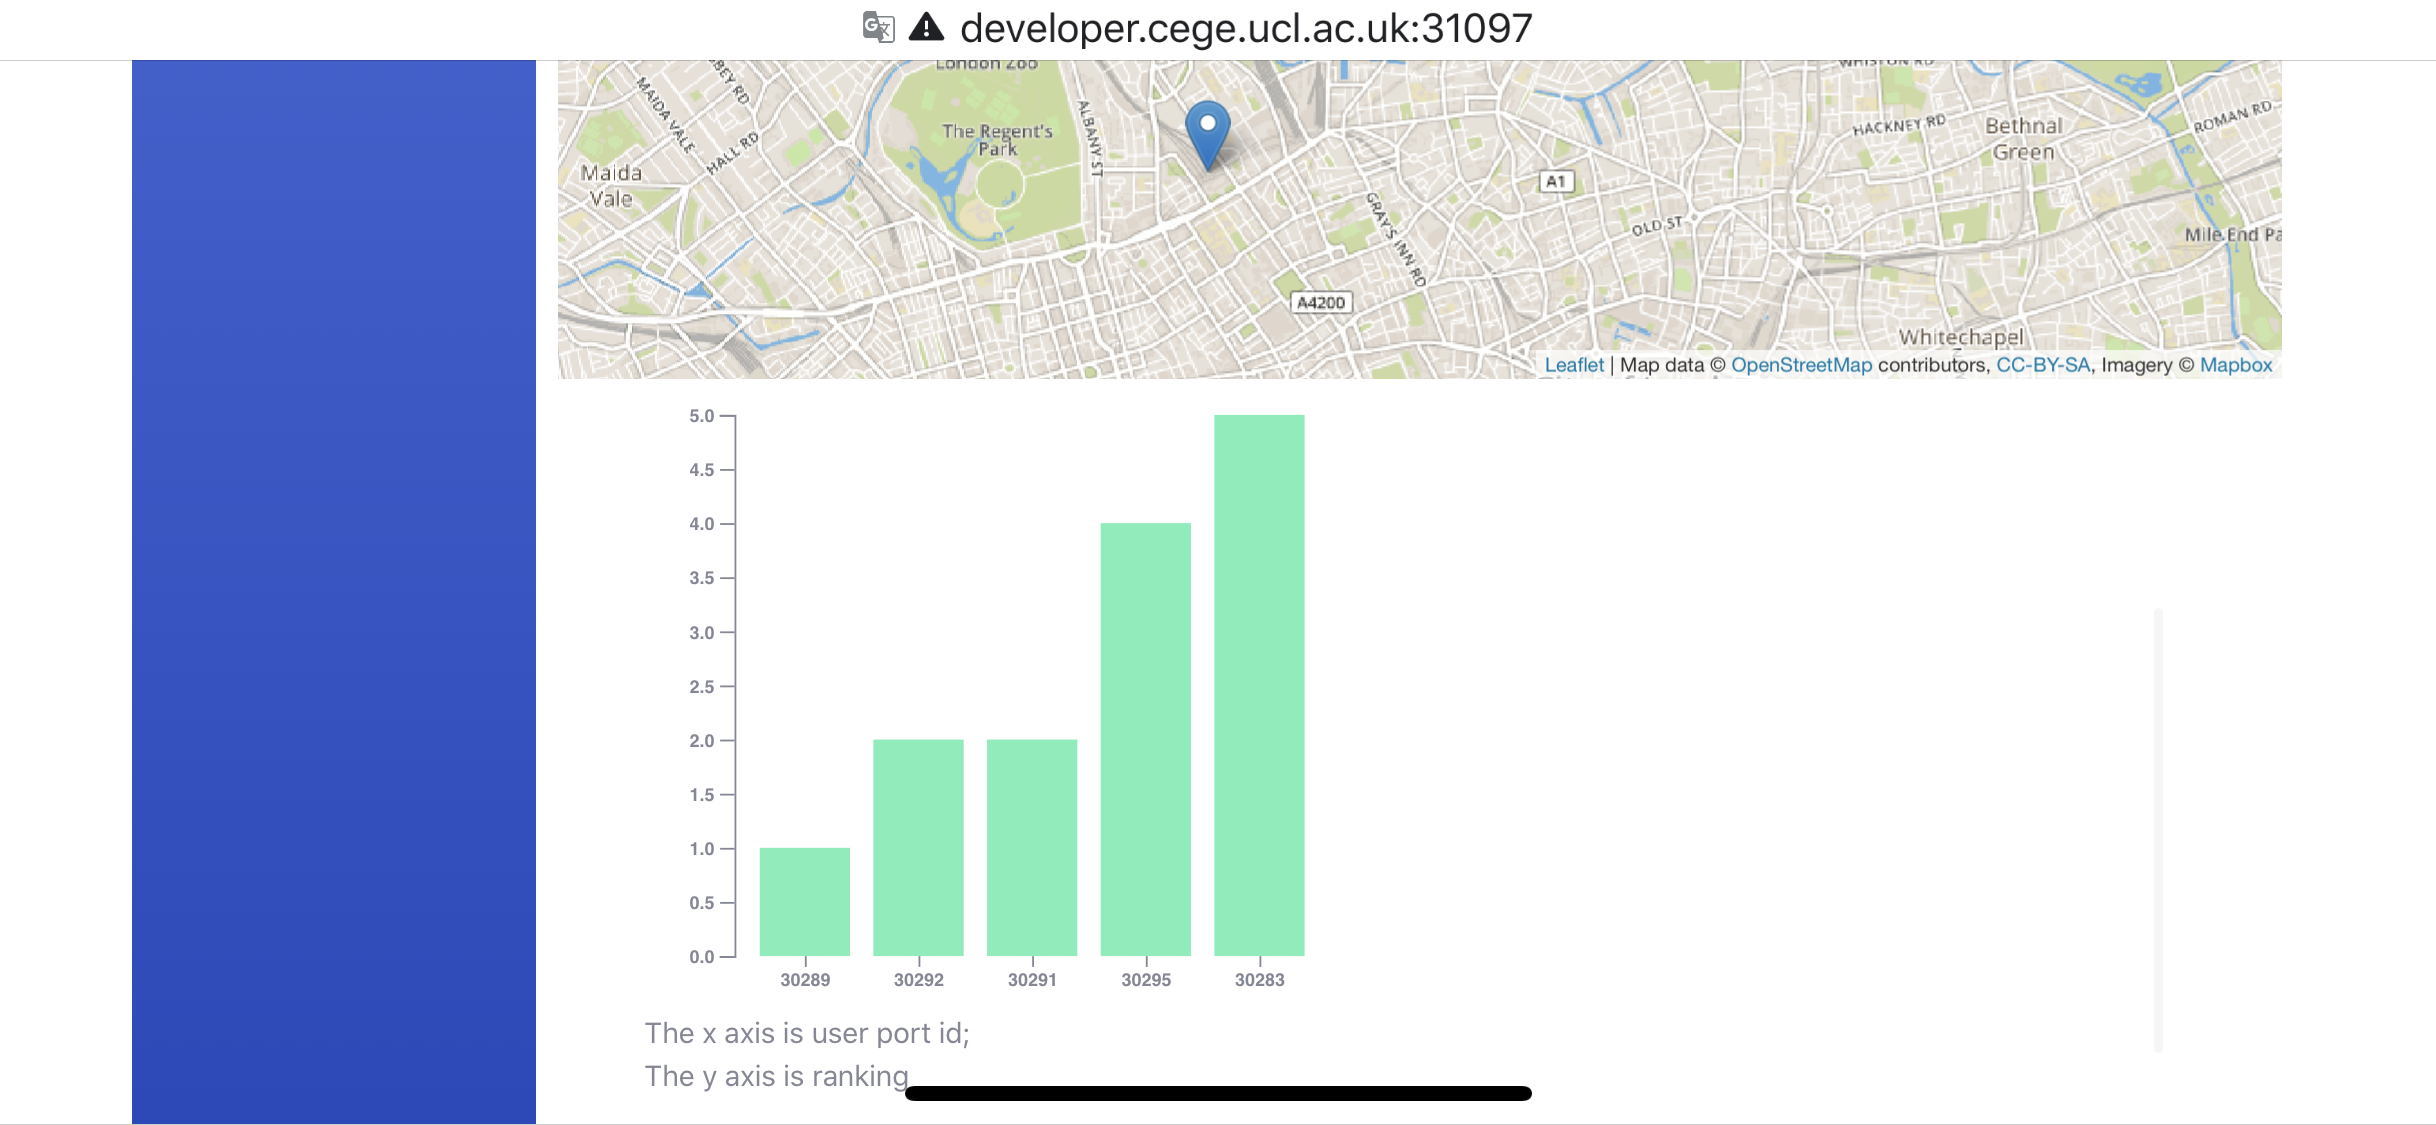 developer.cege.ucl.ac.uk:31097
London Zoo
ABBEY RD
MAIDA VALE
HALL RD
Maida
Vale
The Regent's
Park
ALBANY ST
WHISTON RD
HACKNEY RD
Bethnal
Green
ROMAN RD
A1
GRAY'S INN RD
OLD ST
Mile End Pa
A4200
Whitechapel
Leaflet | Map data © OpenStreetMap contributors, CC-BY-SA, Imagery © Mapbox
5.0
4.5
4.0
3.5
3.0
2.5
2.0
1.5
1.0
0.5
0.0
30289 30292 30291 30295 30283
The x axis is user port id;
The y axis is ranking